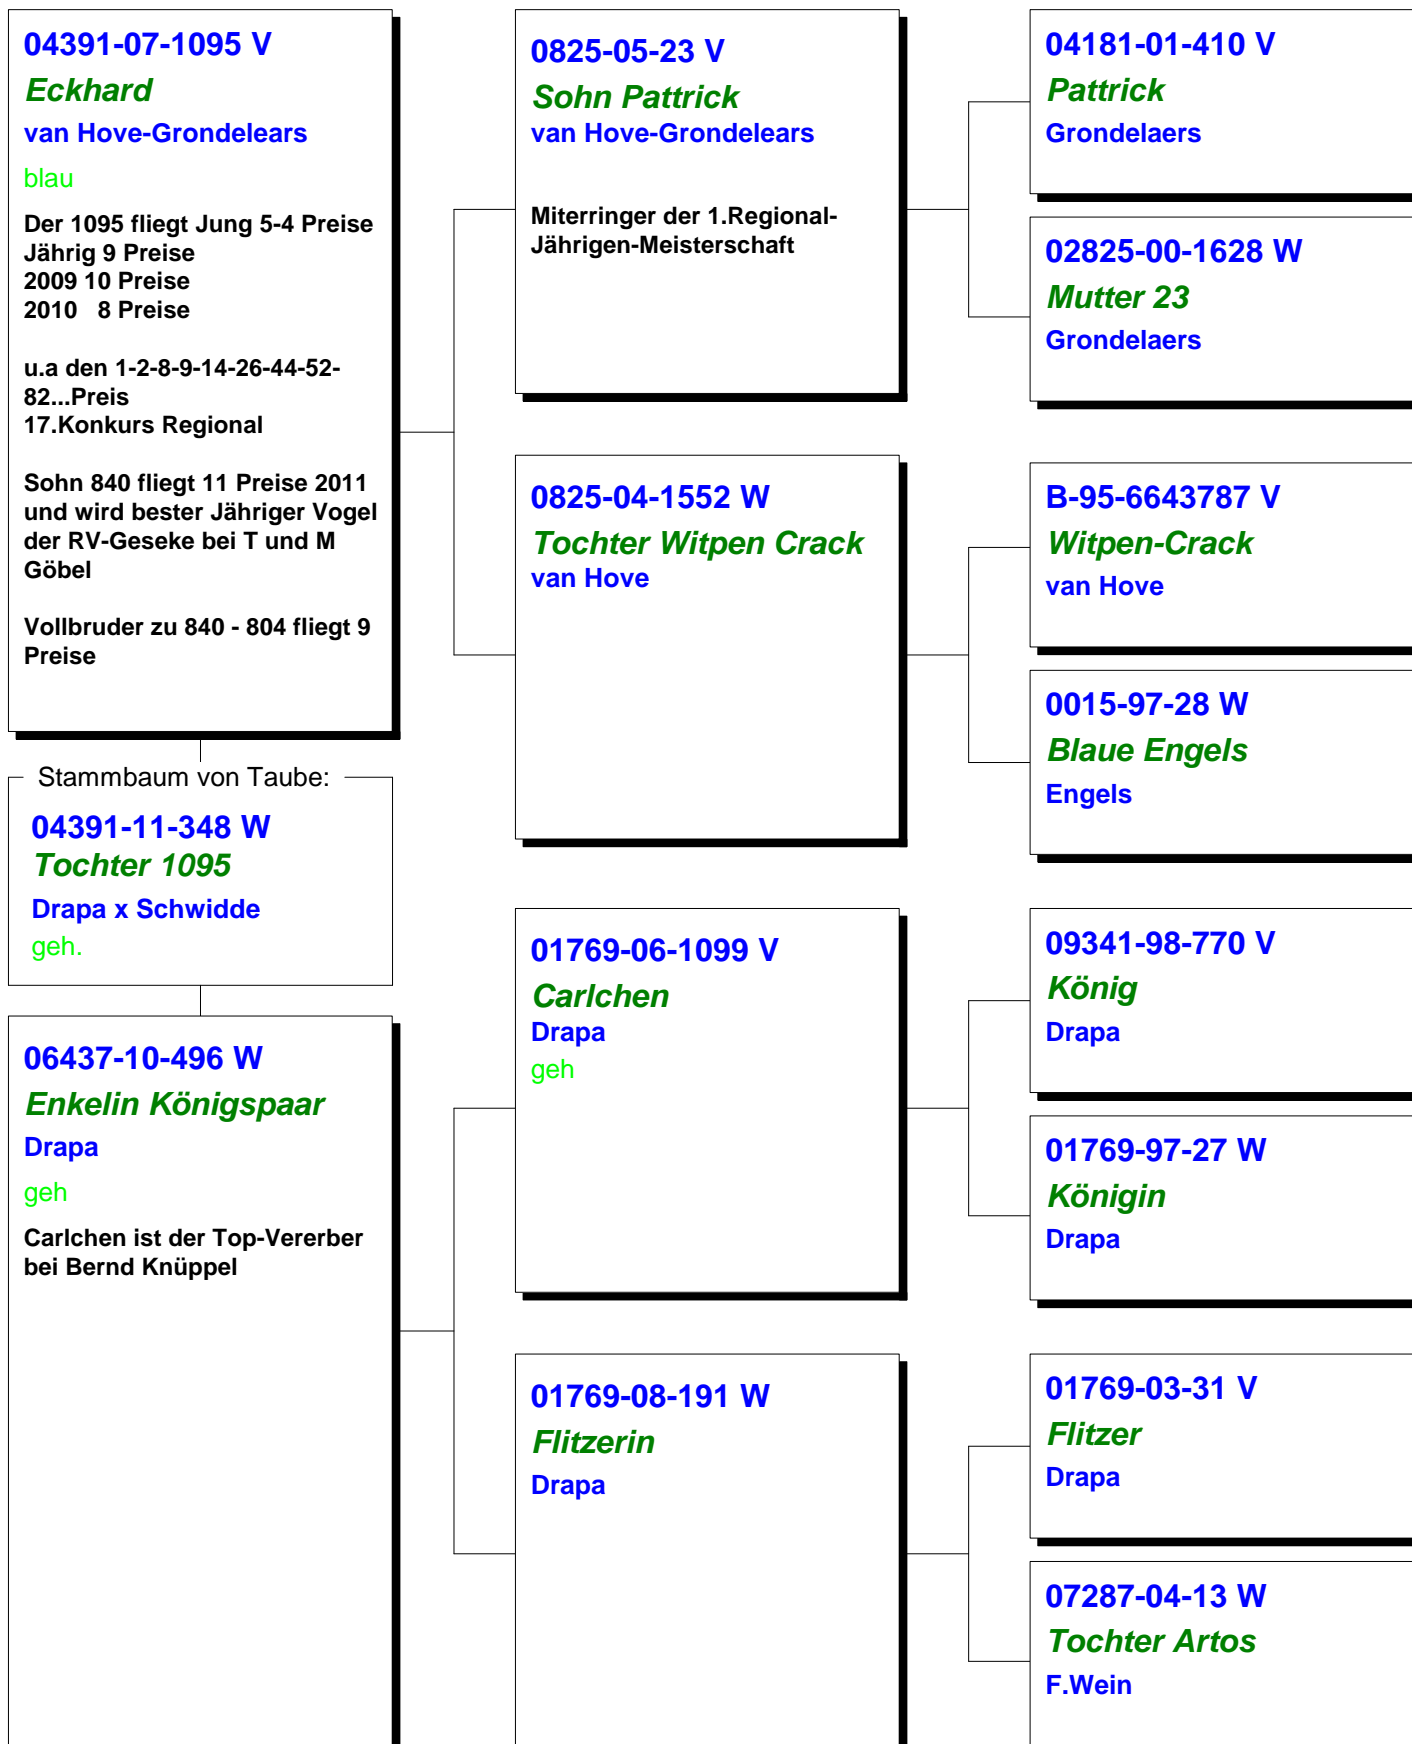 04391-07-1095 V
Eckhard
van Hove-Grondelears
blau
Der 1095 fliegt Jung 5-4 Preise
Jährig 9 Preise
2009 10 Preise
2010 8 Preise
u.a den 1-2-8-9-14-26-44-52-
82...Preis
17.Konkurs Regional
Sohn 840 fliegt 11 Preise 2011
und wird bester Jähriger Vogel
der RV-Geseke bei T und M
Göbel
Vollbruder zu 840 - 804 fliegt 9
Preise
Stammbaum von Taube:
04391-11-348 W
Tochter 1095
Drapa x Schwidde
geh.
06437-10-496 W
Enkelin Königspaar
Drapa
geh
Carlchen ist der Top-Vererber
bei Bernd Knüppel
0825-05-23 V
Sohn Pattrick
van Hove-Grondelears
Miterringer der 1.Regional-
Jährigen-Meisterschaft
0825-04-1552 W
Tochter Witpen Crack
van Hove
01769-06-1099 V
Carlchen
Drapa
geh
01769-08-191 W
Flitzerin
Drapa
04181-01-410 V
Pattrick
Grondelaers
02825-00-1628 W
Mutter 23
Grondelaers
B-95-6643787 V
Witpen-Crack
van Hove
0015-97-28 W
Blaue Engels
Engels
09341-98-770 V
König
Drapa
01769-97-27 W
Königin
Drapa
01769-03-31 V
Flitzer
Drapa
07287-04-13 W
Tochter Artos
F.Wein